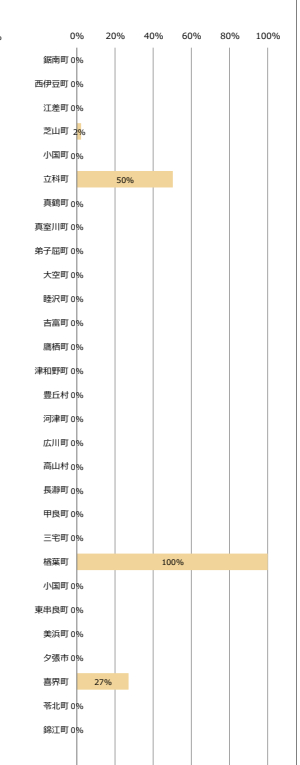 %
0% 20% 40% 60% 80% 100%
鋸南町 0%
西伊豆町 0%
江差町 0%
芝山町 2%
小国町 0%
立科町 50%
真鶴町 0%
真室川町 0%
弟子屈町 0%
大空町 0%
睦沢町 0%
吉富町 0%
鷹栖町 0%
津和野町 0%
豊丘村 0%
河津町 0%
広川町 0%
高山村 0%
長瀞町 0%
甲良町 0%
三宅町 0%
楢葉町 100%
小国町 0%
東串良町 0%
美浜町 0%
夕張市 0%
喜界町 27%
苓北町 0%
錦江町 0%